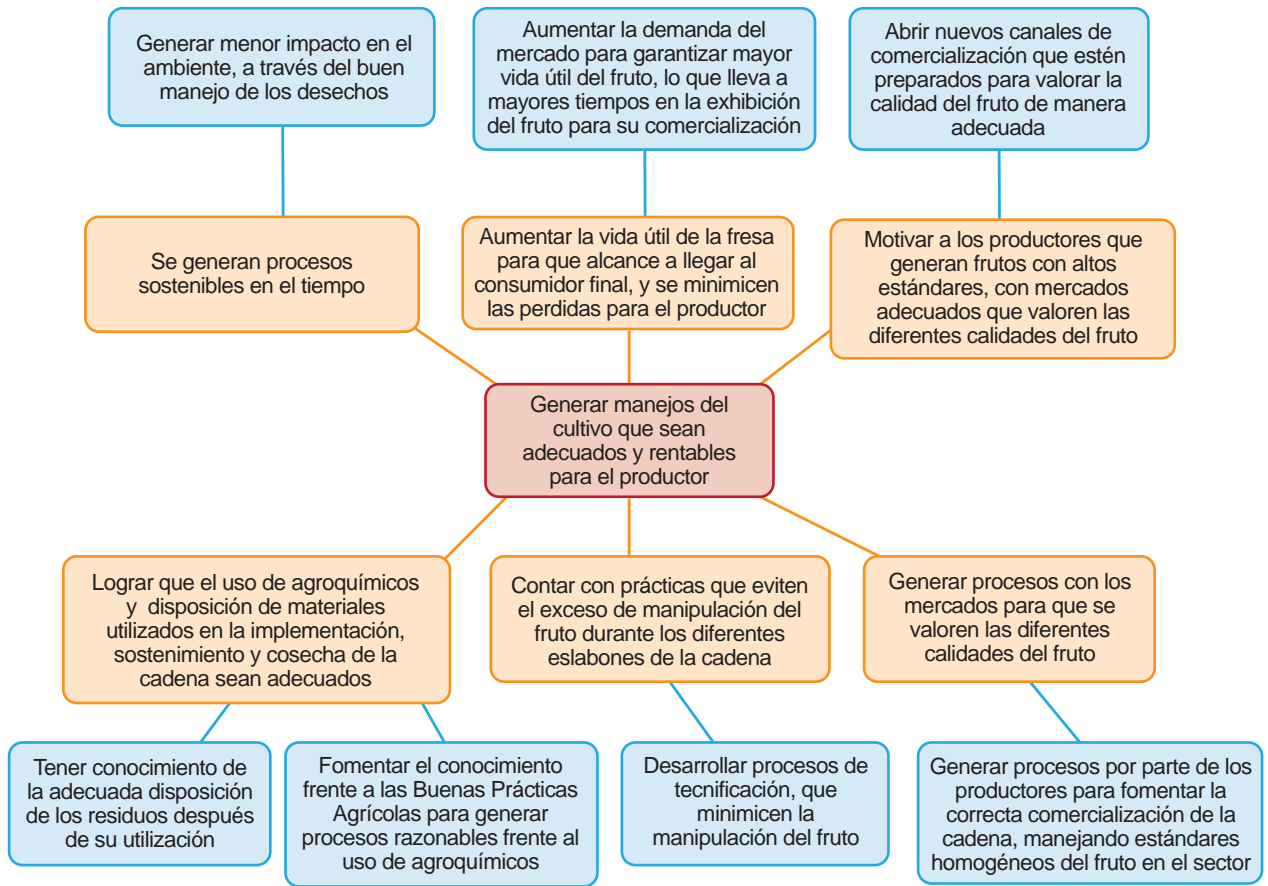 Generar menor impacto en el
ambiente, a través del buen
manejo de los desechos
Aumentar la demanda del
mercado para garantizar mayor
vida útil del fruto, lo que lleva a
mayores tiempos en la exhibición
del fruto para su comercialización
Abrir nuevos canales de
comercialización que estén
preparados para valorar la
calidad del fruto de manera
adecuada
Se generan procesos
sostenibles en el tiempo
Aumentar la vida útil de la fresa
para que alcance a llegar al
consumidor final, y se minimicen
las perdidas para el productor
Motivar a los productores que
generan frutos con altos
estándares, con mercados
adecuados que valoren las
diferentes calidades del fruto
Generar manejos del
cultivo que sean
adecuados y rentables
para el productor
Lograr que el uso de agroquímicos
y disposición de materiales
utilizados en la implementación,
sostenimiento y cosecha de la
cadena sean adecuados
Contar con prácticas que eviten
el exceso de manipulación del
fruto durante los diferentes
eslabones de la cadena
Generar procesos con los
mercados para que se
valoren las diferentes
calidades del fruto
Tener conocimiento de
la adecuada disposición
de los residuos después
de su utilización
Fomentar el conocimiento
frente a las Buenas Prácticas
Agrícolas para generar
procesos razonables frente al
uso de agroquímicos
Desarrollar procesos de
tecnificación, que
minimicen la
manipulación del fruto
Generar procesos por parte de los
productores para fomentar la
correcta comercialización de la
cadena, manejando estándares
homogéneos del fruto en el sector